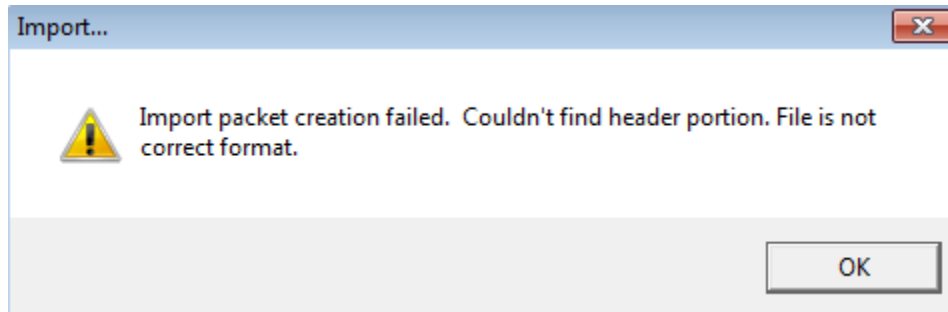 Import...
Import packet creation failed.  Couldn't find header portion. File is not
correct format.
OK